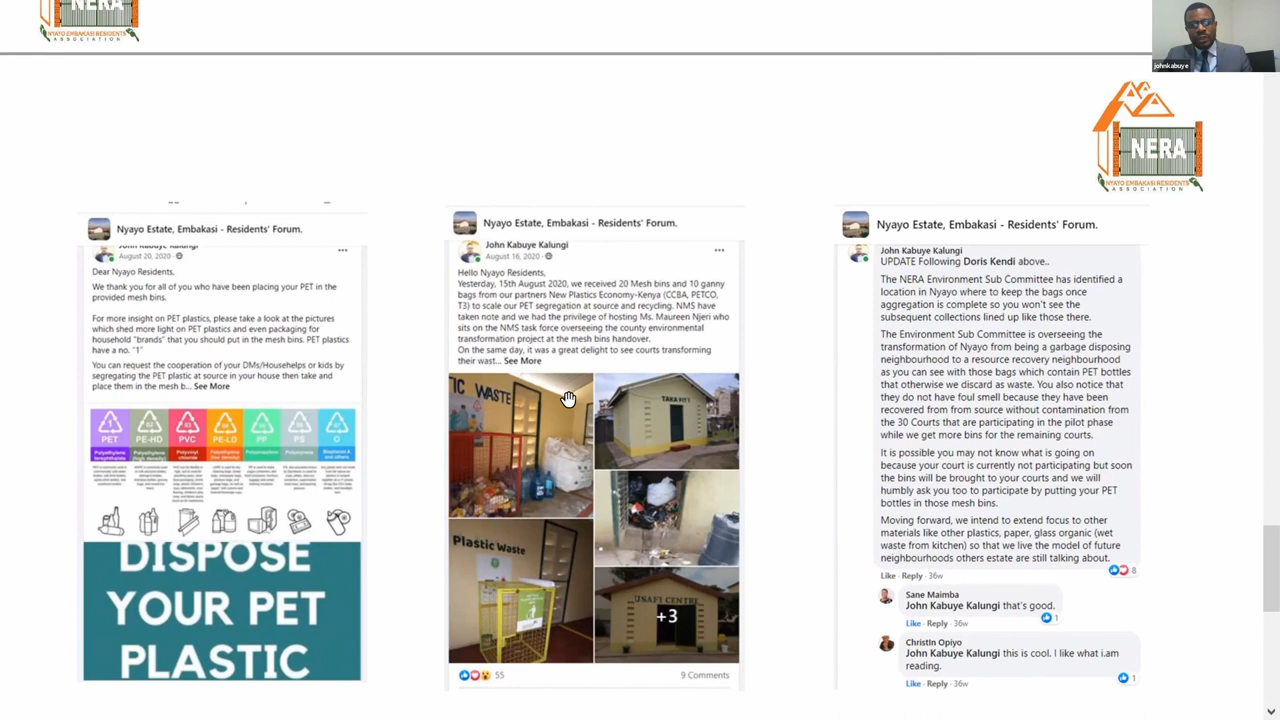 NERA
NYAYO EMBAKASI RESIDENTS
ASSOCIATION
johnkabuye
NERA
NYAYO EMBAKASI RESIDENTS
ASSOCIATION
Nyayo Estate, Embakasi - Residents' Forum.
John Kabuye Kalungi
August 20, 2020
Dear Nyayo Residents,
We thank you for all of you who have been placing your PET in the
provided mesh bins.
For more insight on PET plastics, please take a look at the pictures
which shed more light on PET plastics and even packaging for
household "brands" that you should put in the mesh bins. PET plastics
have a no. "1"
You can request the cooperation of your DMs/Househelps or kids by
segregating the PET plastic at source in your house then take and
place them in the mesh b... See More
PET
PE-HD
PVC
PE-LD
PP
PS
O
DISPOSE
YOUR PET
PLASTIC
Nyayo Estate, Embakasi - Residents' Forum.
John Kabuye Kalungi
August 16, 2020
Hello Nyayo Residents,
Yesterday, 15th August 2020, we received 20 Mesh bins and 10 ganny
bags from our partners New Plastics Economy-Kenya (CCBA, PETCO,
T3) to scale our PET segregation at source and recycling. NMS have
taken note and we had the privilege of hosting Ms. Maureen Njeri who
sits on the NMS task force overseeing the county environmental
transformation project at the mesh bins handover.
On the same day, it was a great delight to see courts transforming
their wast... See More
TIC WASTE
TAKA PIT
Plastic Waste
USAFI CENTRE
+3
55
9 Comments
Nyayo Estate, Embakasi - Residents' Forum.
John Kabuye Kalungi
UPDATE Following Doris Kendi above..
The NERA Environment Sub Committee has identified a
location in Nyayo where to keep the bags once
aggregation is complete so you won't see the
subsequent collections lined up like those there.
The Environment Sub Committee is overseeing the
transformation of Nyayo from being a garbage disposing
neighbourhood to a resource recovery neighbourhood
as you can see with those bags which contain PET bottles
that otherwise we discard as waste. You also notice that
they do not have foul smell because they have been
recovered from from source without contamination from
the 30 Courts that are participating in the pilot phase
while we get more bins for the remaining courts.
It is possible you may not know what is going on
because your court is currently not participating but soon
the bins will be brought to your courts and we will
humbly ask you too to participate by putting your PET
bottles in those mesh bins.
Moving forward, we intend to extend focus to other
materials like other plastics, paper, glass organic (wet
waste from kitchen) so that we live the model of future
neighbourhoods others estate are still talking about.
Like · Reply · 36w
8
Sane Maimba
John Kabuye Kalungi that's good.
1
Like · Reply · 36w
ChristIn Opiyo
John Kabuye Kalungi this is cool. I like what i.am
reading.
1
Like · Reply · 36w